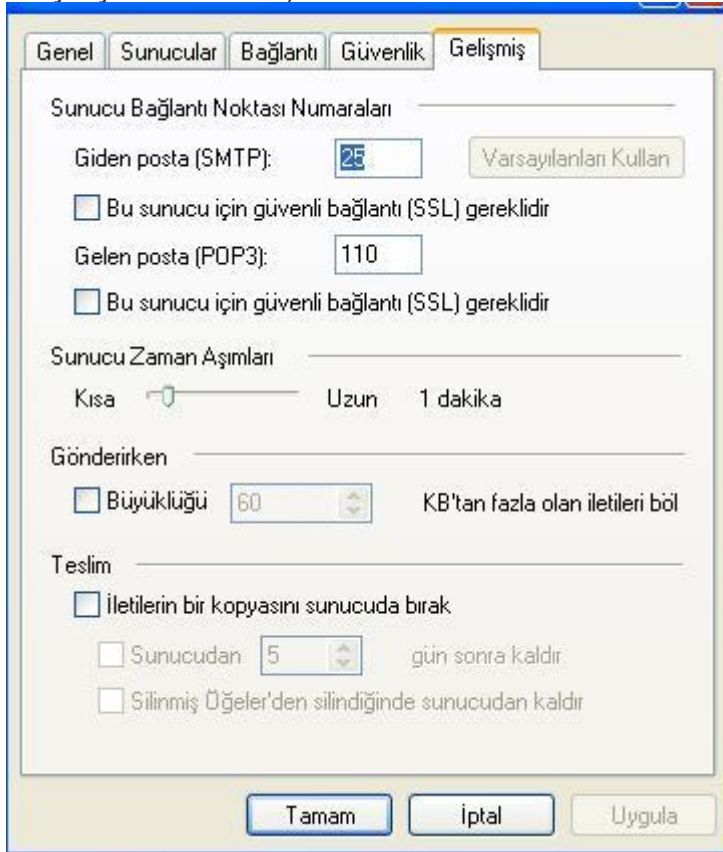 Genel Sunucular Bağlantı Güvenlik Gelişmiş
Sunucu Bağlantı Noktası Numaraları
Giden posta (SMTP): 25 Varsayılanları Kullan
Bu sunucu için güvenli bağlantı (SSL) gereklidir
Gelen posta (POP3): 110
Bu sunucu için güvenli bağlantı (SSL) gereklidir
Sunucu Zaman Aşımları
Kısa Uzun 1 dakika
Gönderirken
Büyüklüğü 60 KB'tan fazla olan iletileri böl
Teslim
İletilerin bir kopyasını sunucuda bırak
Sunucudan 5 gün sonra kaldır
Silinmiş Öğeler'den silindiğinde sunucudan kaldır
Tamam İptal Uygula